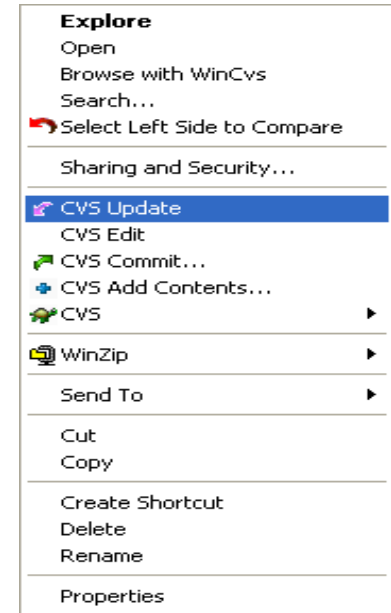 Explore
Open
Browse with WinCvs
Search...
Select Left Side to Compare
Sharing and Security...
CVS Update
CVS Edit
CVS Commit...
CVS Add Contents...
CVS
WinZip
Send To
Cut
Copy
Create Shortcut
Delete
Rename
Properties